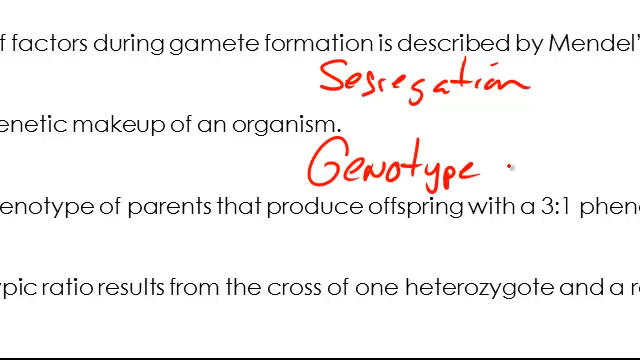 f factors during gamete formation is described by Mendel'
Segregation
enetic makeup of an organism.
Genotype
enotype of parents that produce offspring with a 3:1 phen
ypic ratio results from the cross of one heterozygote and a r